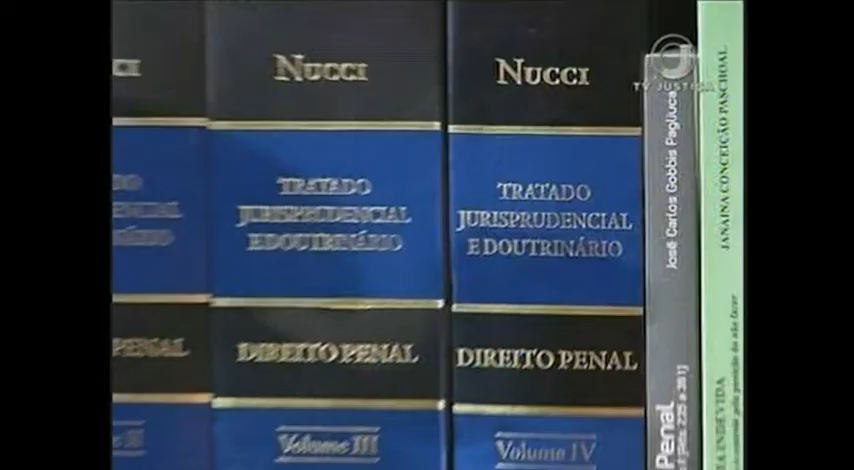 CI
NUCCI
NUCCI
TV JUSTIÇA
TRATADO
JURISPRUDENCIAL
E DOUTRINÁRIO
TRATADO
JURISPRUDENCIAL
E DOUTRINÁRIO
DIREITO PENAL
DIREITO PENAL
PENAL
Volume III
Volume IV
José Carlos Gobbis Pagliuca
Penal
JANAINA CONCEIÇÃO PASCHOAL